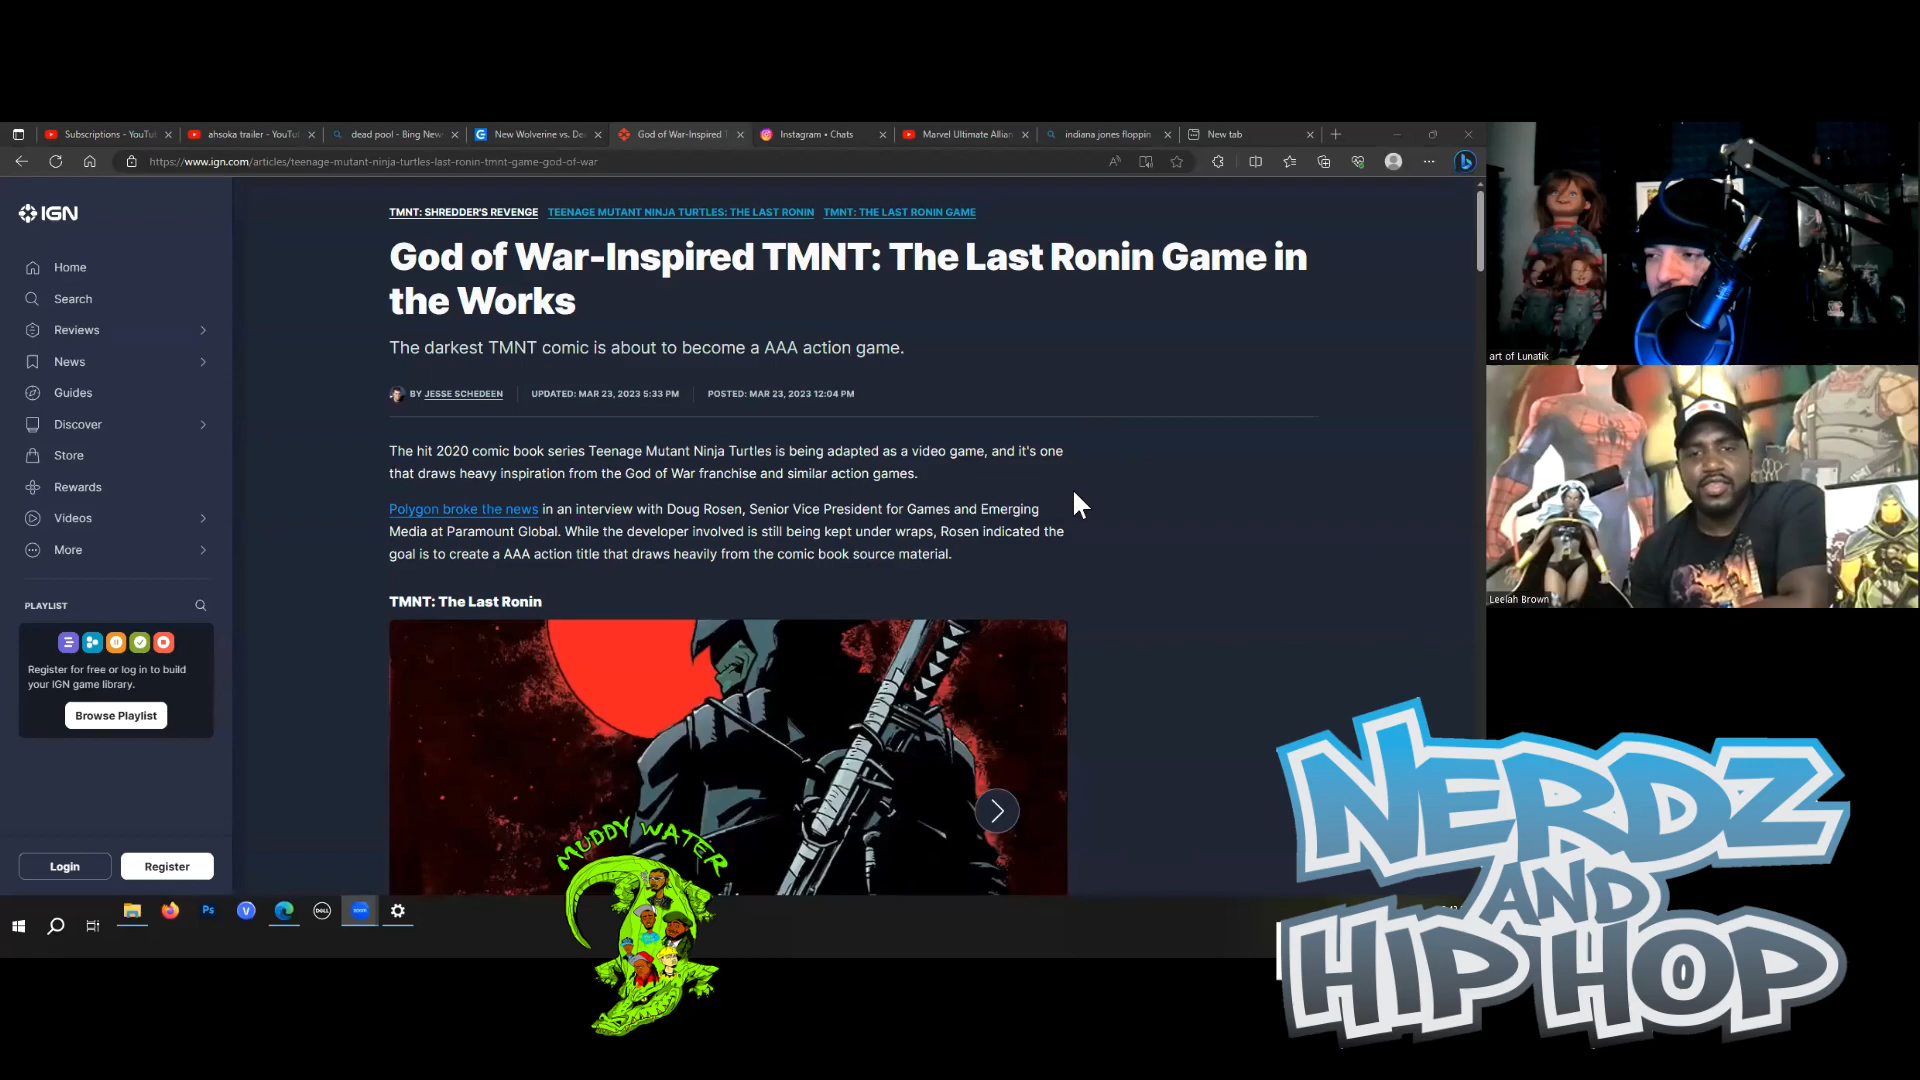 Subscriptions - YouTu
ahsoka trailer - YouTu
dead pool - Bing New
New Wolverine vs. De
God of War-Inspired T
Instagram • Chats
Marvel Ultimate Allian
indiana jones floppin
New tab
https://www.ign.com/articles/teenage-mutant-ninja-turtles-last-ronin-tmnt-game-god-of-war
IGN
Home
Search
Reviews
News
Guides
Discover
Store
Rewards
Videos
More
PLAYLIST
Register for free or log in to build
your IGN game library.
Browse Playlist
Login
Register
TMNT: SHREDDER'S REVENGE TEENAGE MUTANT NINJA TURTLES: THE LAST RONIN TMNT: THE LAST RONIN GAME
God of War-Inspired TMNT: The Last Ronin Game in
the Works
The darkest TMNT comic is about to become a AAA action game.
BY JESSE SCHEDEEN
UPDATED: MAR 23, 2023 5:33 PM
POSTED: MAR 23, 2023 12:04 PM
The hit 2020 comic book series Teenage Mutant Ninja Turtles is being adapted as a video game, and it's one
that draws heavy inspiration from the God of War franchise and similar action games.
Polygon broke the news in an interview with Doug Rosen, Senior Vice President for Games and Emerging
Media at Paramount Global. While the developer involved is still being kept under wraps, Rosen indicated the
goal is to create a AAA action title that draws heavily from the comic book source material.
TMNT: The Last Ronin
art of Lunatik
Leelah Brown
MUDDY WATER
NERDZ
AND
HIP HOP
Ps
V
DELL
zoom